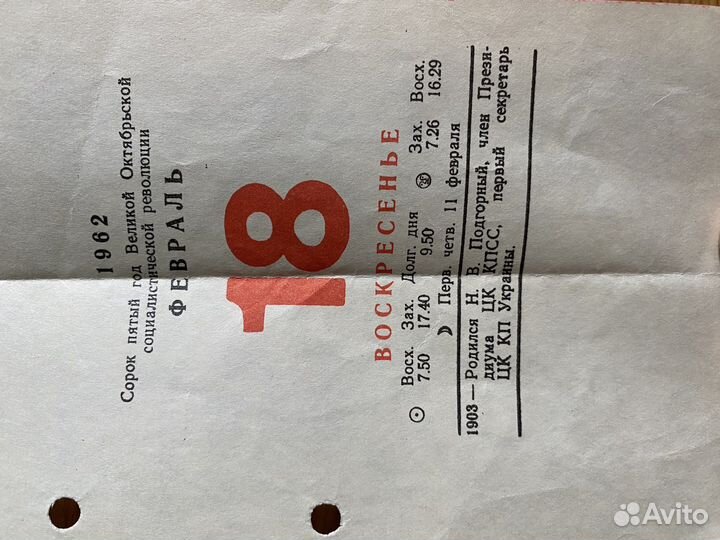 1962
Сорок пятый год Великой Октябрьской
социалистической революции
ФЕВРАЛЬ
18
ВОСКРЕСЕНЬЕ
Восх. Зах. Долг. дня Зах. Восх.
7.50 17.40 9.50 7.26 16.29
Перв. четв. 11 февраля
1903 — Родился Н. В. Подгорный, член Прези-
диума ЦК КПСС, первый секретарь
ЦК КП Украины.
Avito